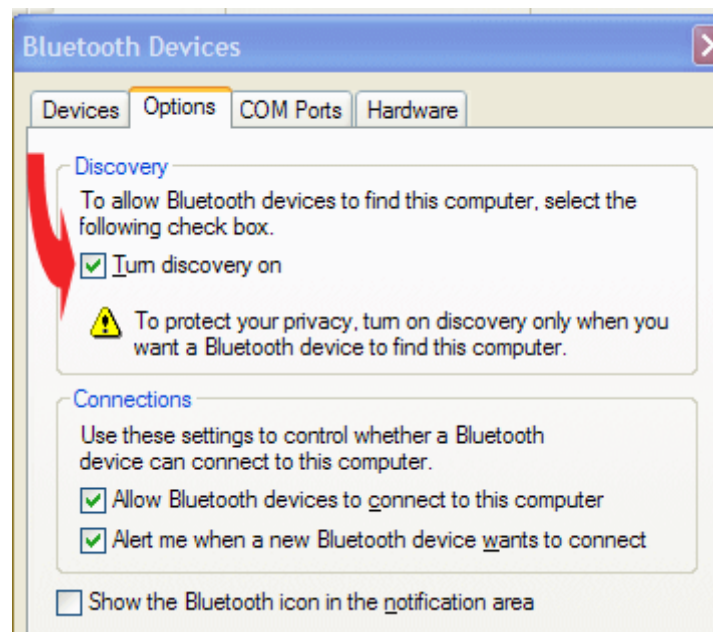 Bluetooth Devices
Devices Options COM Ports Hardware
Discovery
To allow Bluetooth devices to find this computer, select the
following check box.
Turn discovery on
To protect your privacy, turn on discovery only when you
want a Bluetooth device to find this computer.
Connections
Use these settings to control whether a Bluetooth
device can connect to this computer.
Allow Bluetooth devices to connect to this computer
Alert me when a new Bluetooth device wants to connect
Show the Bluetooth icon in the notification area